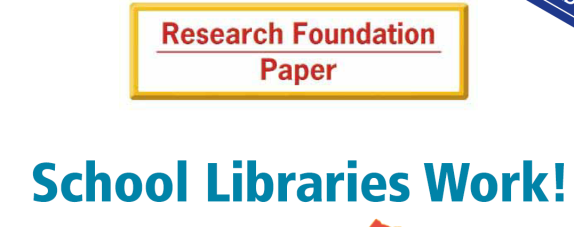 Research Foundation
Paper
School Libraries Work!